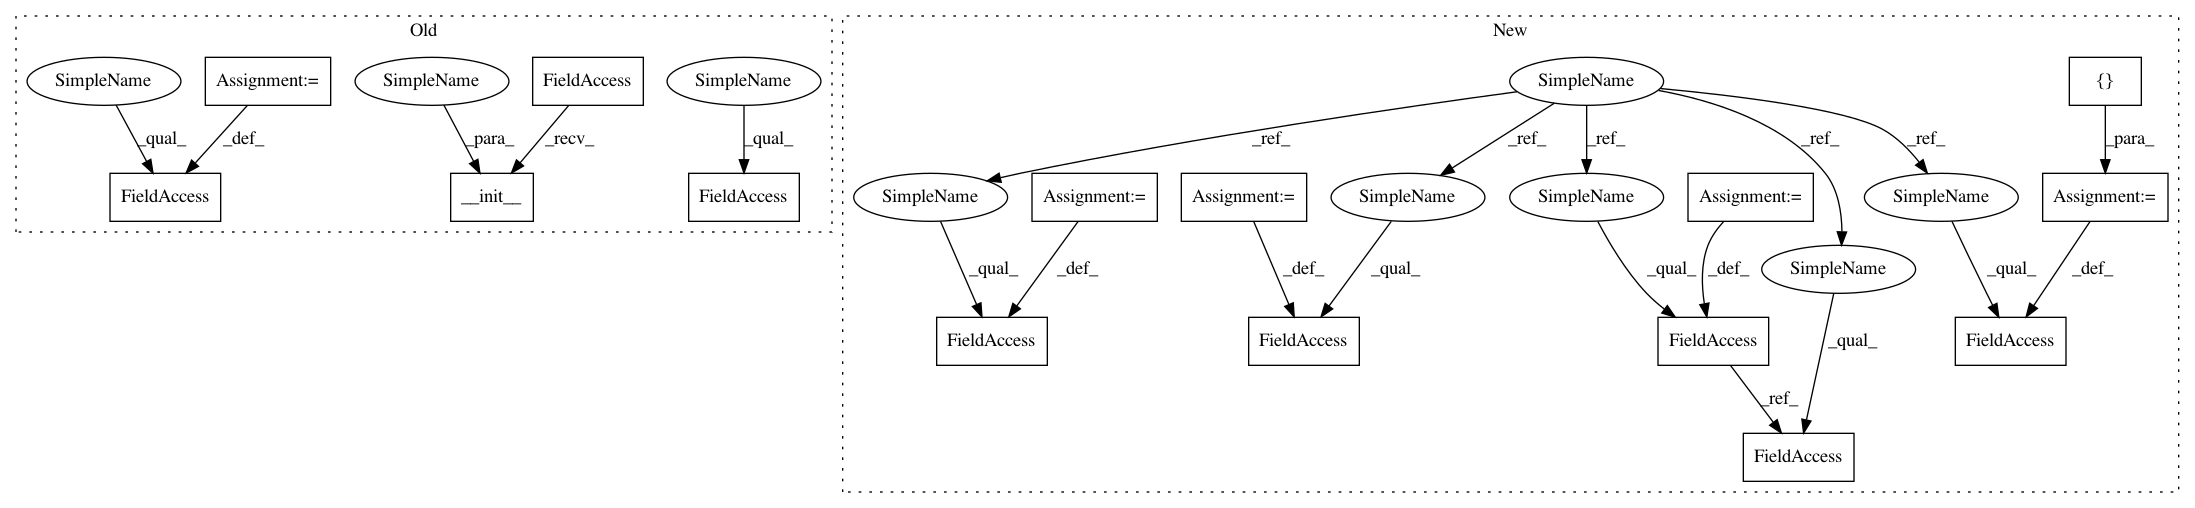 Old
New
SimpleName
Assignment:=
SimpleName
FieldAccess
SimpleName
SimpleName
{}
_qual_
_def_
_para_
_recv_
_qual_
_ref_
_ref_
_ref_
_ref_
_ref_
_para_
FieldAccess
__init__
FieldAccess
SimpleName
Assignment:=
Assignment:=
SimpleName
SimpleName
Assignment:=
SimpleName
Assignment:=
_qual_
_def_
_def_
_qual_
_qual_
_def_
SimpleName
_qual_
_def_
FieldAccess
FieldAccess
FieldAccess
_qual_
FieldAccess
_ref_
FieldAccess